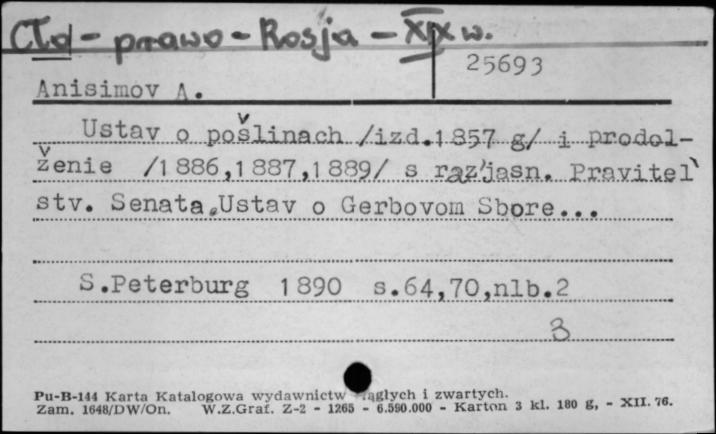 Cła - prawo - Rosja - XIX w.
25693
Anisimov A.
Ustav o pošlinach /izd.1857 g/ i prodol-
ženie /1886,1887,1889/ s raz'jasn. Pravitel'
stv. Senata.Ustav o Gerbovom Sbore...
S.Peterburg 1890 s.64,70,nlb.2
3
Pu-B-144 Karta Katalogowa wydawnictw ciągłych i zwartych.
Zam. 1648/DW/On. W.Z.Graf. Z-2 - 1265 - 6.590.000 - Karton 3 kl. 180 g, - XII. 76.